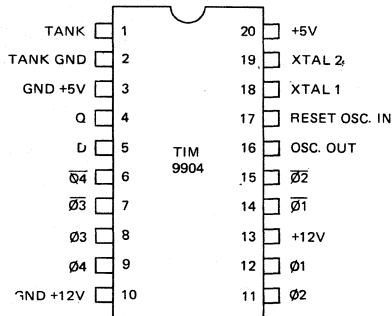 TANK 1 20 +5V
TANK GND 2 19 XTAL 2
GND +5V 3 18 XTAL 1
Q 4 17 RESET OSC. IN
D 5 16 OSC. OUT
TIM
9904
Ø4̅ 6 15 Ø2̅
Ø3̅ 7 14 Ø1̅
Ø3 8 13 +12V
Ø4 9 12 Ø1
GND +12V 10 11 Ø2